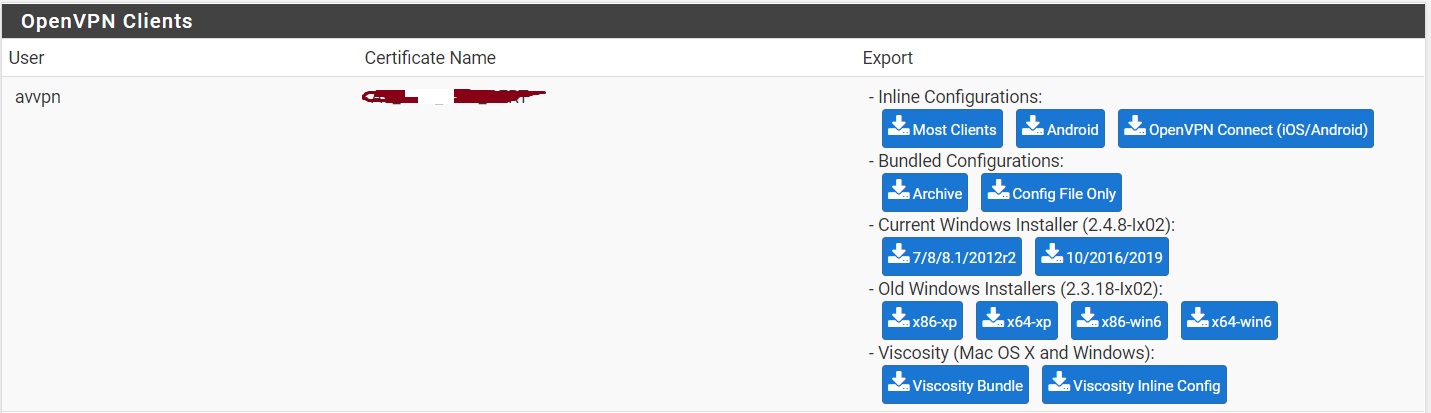 OpenVPN Clients
User Certificate Name Export
avvpn - Inline Configurations:
Most Clients Android OpenVPN Connect (iOS/Android)
- Bundled Configurations:
Archive Config File Only
- Current Windows Installer (2.4.8-Ix02):
7/8/8.1/2012r2 10/2016/2019
- Old Windows Installers (2.3.18-Ix02):
x86-xp x64-xp x86-win6 x64-win6
- Viscosity (Mac OS X and Windows):
Viscosity Bundle Viscosity Inline Config